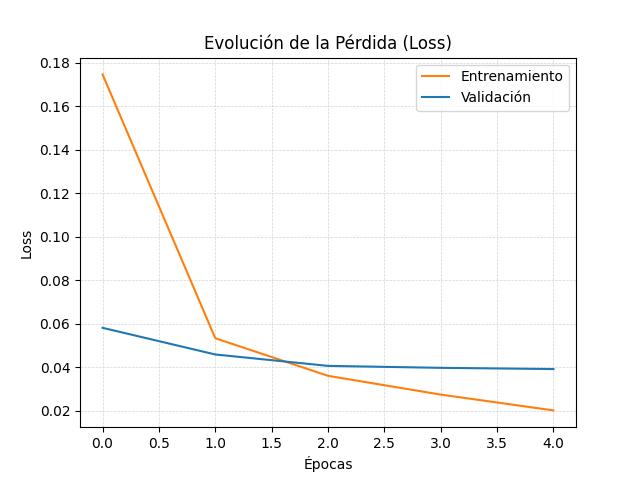 Evolución de la Pérdida (Loss)
0.18
0.16
0.14
0.12
0.10
0.08
0.06
0.04
0.02
Loss
Entrenamiento
Validación
0.0 0.5 1.0 1.5 2.0 2.5 3.0 3.5 4.0
Épocas